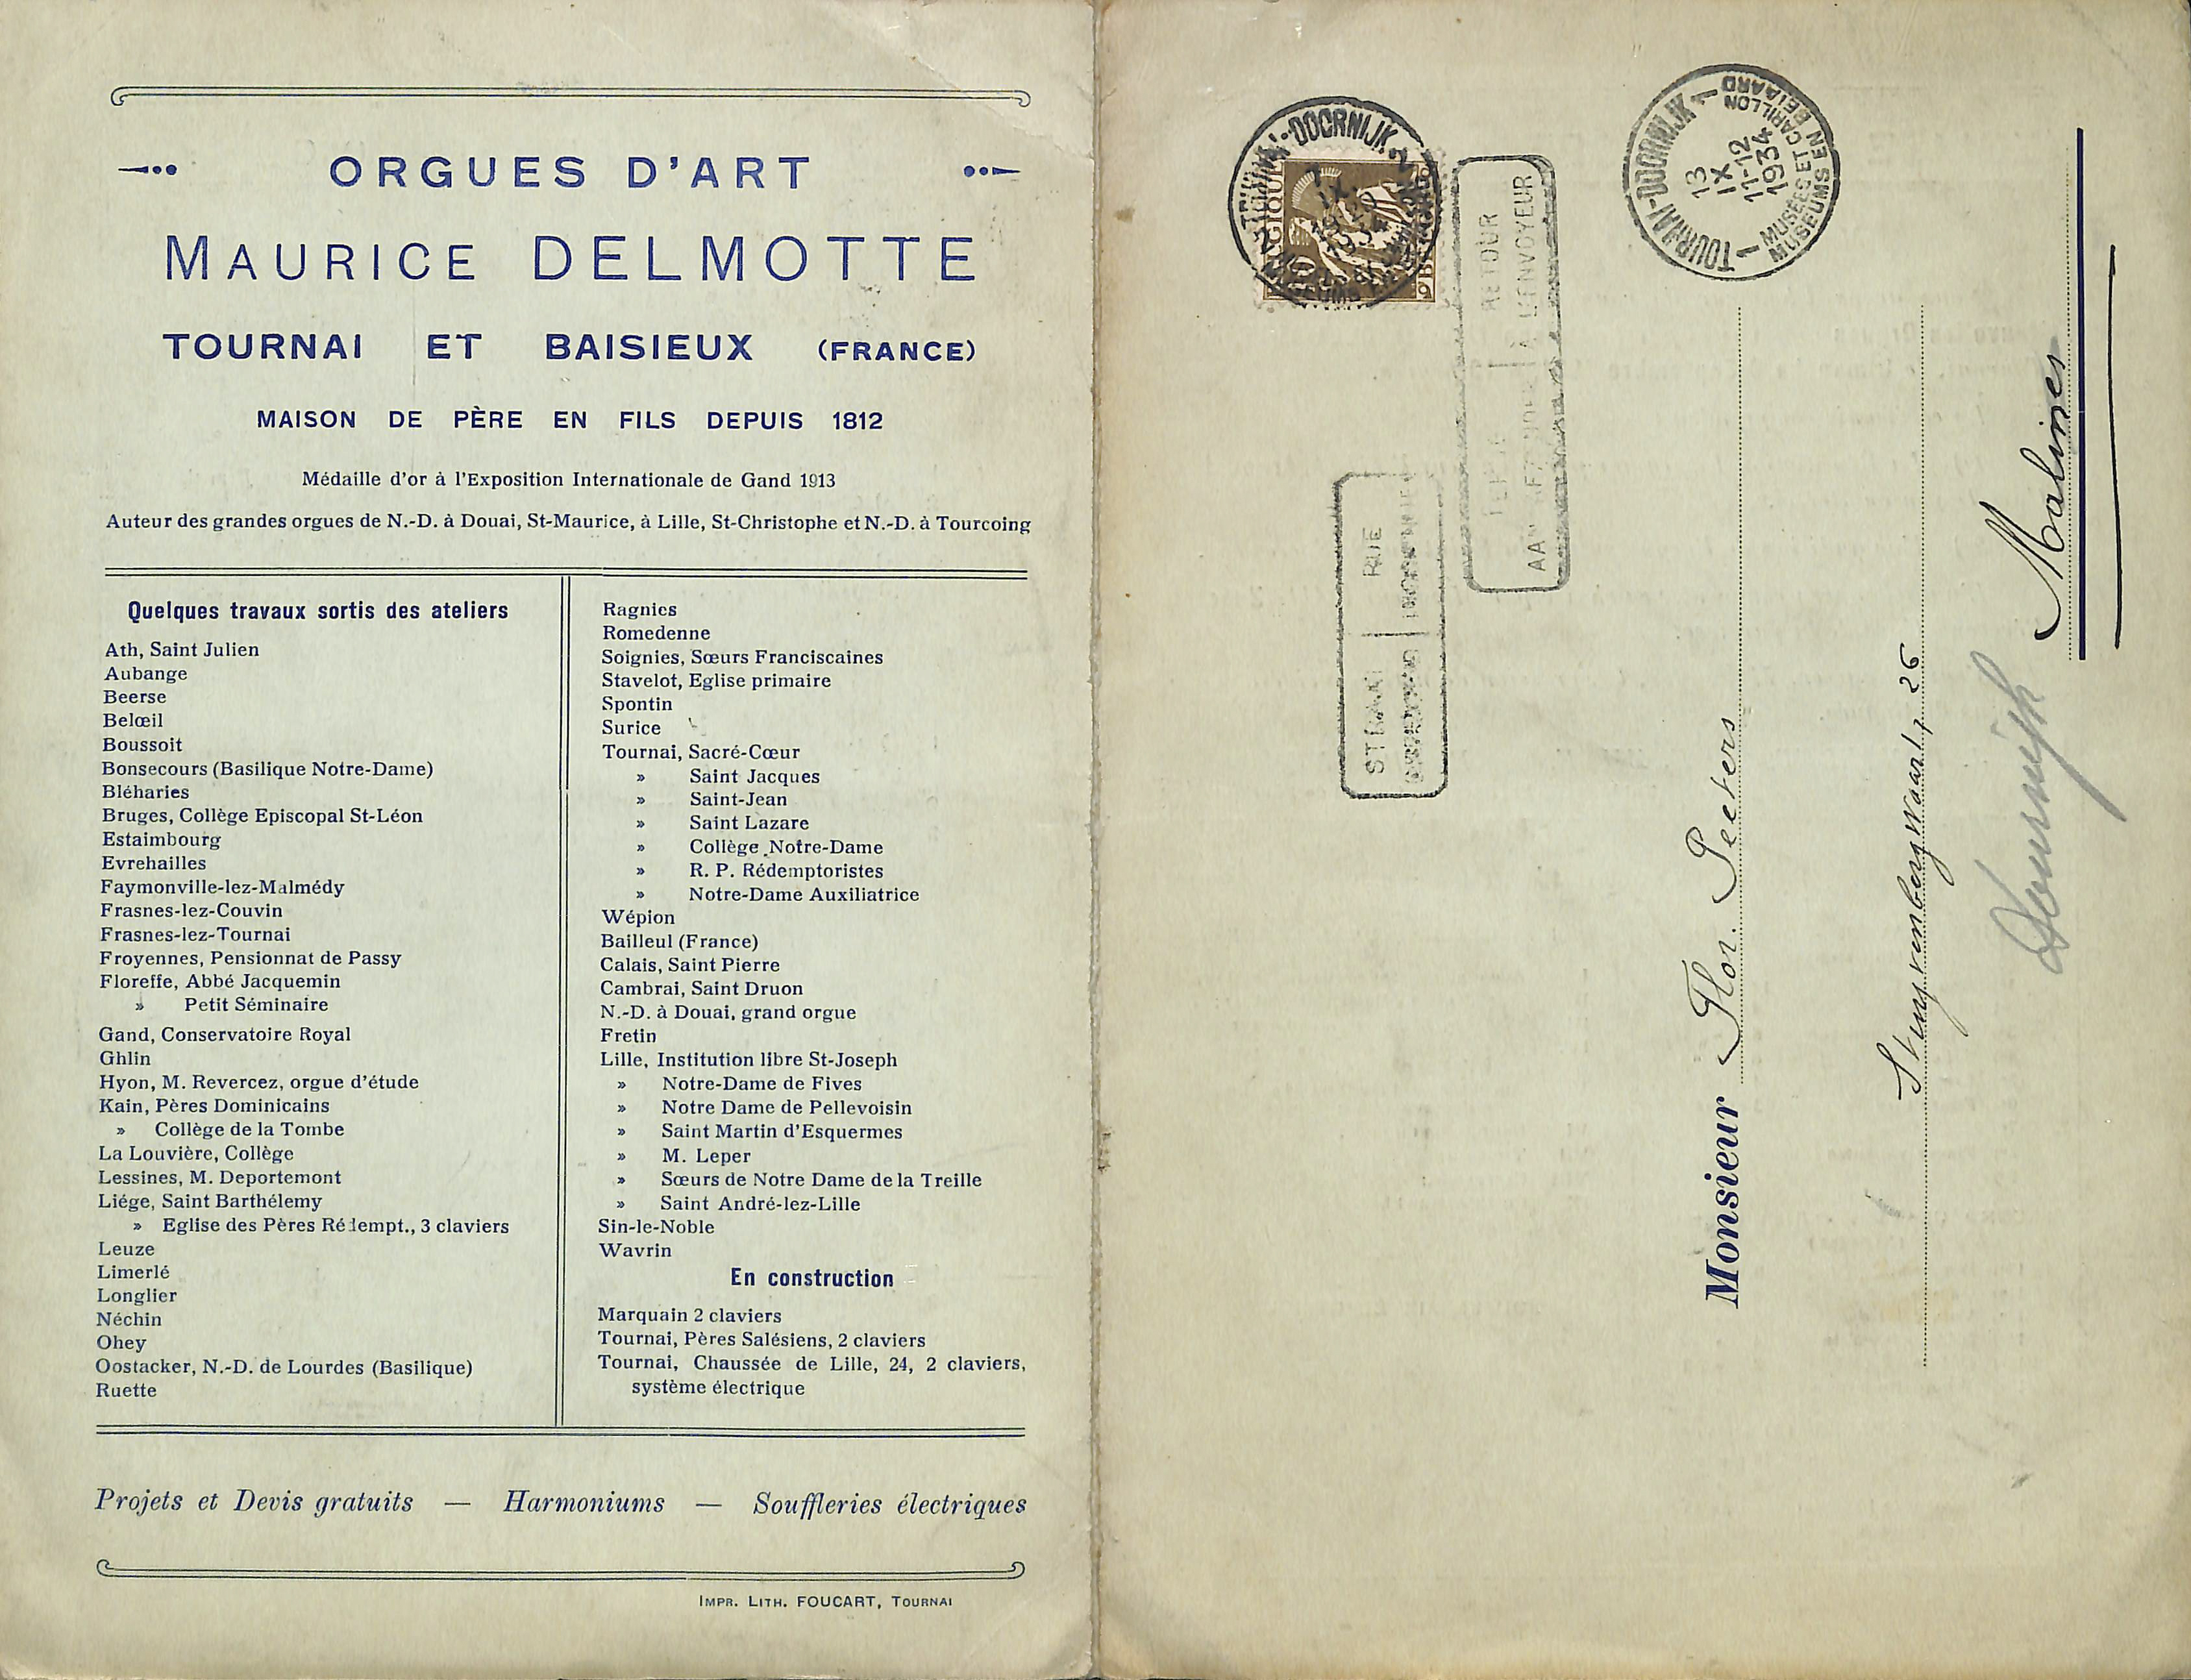 ORGUES D'ART
MAURICE DELMOTTE
TOURNAI ET BAISIEUX (FRANCE)
MAISON DE PÈRE EN FILS DEPUIS 1812
Médaille d'or à l'Exposition Internationale de Gand 1913
Auteur des grandes orgues de N.-D. à Douai, St-Maurice, à Lille, St-Christophe et N.-D. à Tourcoing
Quelques travaux sortis des ateliers
Ath, Saint Julien
Aubange
Beerse
Belœil
Boussoit
Bonsecours (Basilique Notre-Dame)
Bléharies
Bruges, Collège Episcopal St-Léon
Estaimbourg
Evrehailles
Faymonville-lez-Malmédy
Frasnes-lez-Couvin
Frasnes-lez-Tournai
Froyennes, Pensionnat de Passy
Floreffe, Abbé Jacquemin
» Petit Séminaire
Gand, Conservatoire Royal
Ghlin
Hyon, M. Revercez, orgue d'étude
Kain, Pères Dominicains
» Collège de la Tombe
La Louvière, Collège
Lessines, M. Deportemont
Liége, Saint Barthélemy
» Eglise des Pères Rédempt., 3 claviers
Leuze
Limerlé
Longlier
Néchin
Ohey
Oostacker, N.-D. de Lourdes (Basilique)
Ruette
Ragnies
Romedenne
Soignies, Sœurs Franciscaines
Stavelot, Eglise primaire
Spontin
Surice
Tournai, Sacré-Cœur
» Saint Jacques
» Saint-Jean
» Saint Lazare
» Collège Notre-Dame
» R. P. Rédemptoristes
» Notre-Dame Auxiliatrice
Wépion
Bailleul (France)
Calais, Saint Pierre
Cambrai, Saint Druon
N.-D. à Douai, grand orgue
Fretin
Lille, Institution libre St-Joseph
» Notre-Dame de Fives
» Notre Dame de Pellevoisin
» Saint Martin d'Esquermes
» M. Leper
» Sœurs de Notre Dame de la Treille
» Saint André-lez-Lille
Sin-le-Noble
Wavrin
En construction
Marquain 2 claviers
Tournai, Pères Salésiens, 2 claviers
Tournai, Chaussée de Lille, 24, 2 claviers,
système électrique
Projets et Devis gratuits — Harmoniums — Souffleries électriques
IMPR. LITH. FOUCART, TOURNAI
DOORNIJK 2
1934
RETOUR
A L'ENVOYEUR
TERUG
AAN AFZENDER
STRAAT RUE
TOURNAI-DOORNIJK
1 1
13
IX
11-12
1934
MUSÉES ET CARILLON
MUSEUMS EN BEIAARD
Monsieur Flor. Peeters
Stuyvenbergvaart, 26
Malines
Doornijk